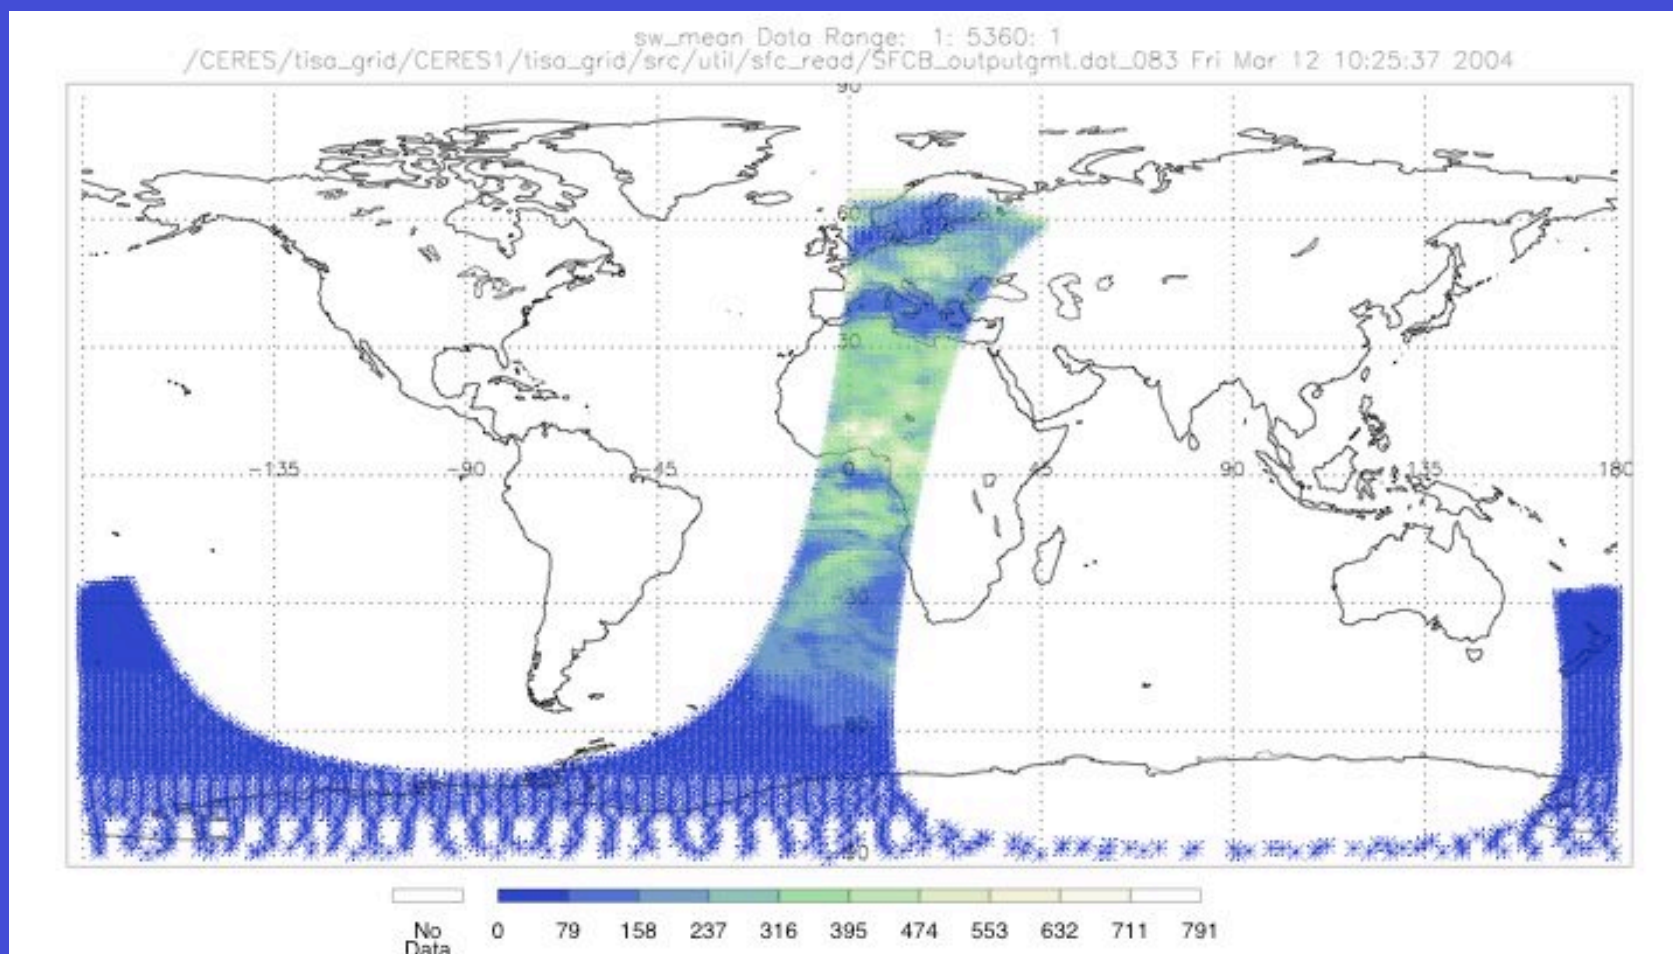 sw_mean Data Range: 1: 5360: 1
/CERES/tisa_grid/CERES1/tisa_grid/src/util/sfc_read/SFCB_outputgmt.dat_083 Fri Mar 12 10:25:37 2004
90
60
30
-135 -90 -45 0 45 90 135 180
-30
-60
-90
No Data 0 79 158 237 316 395 474 553 632 711 791